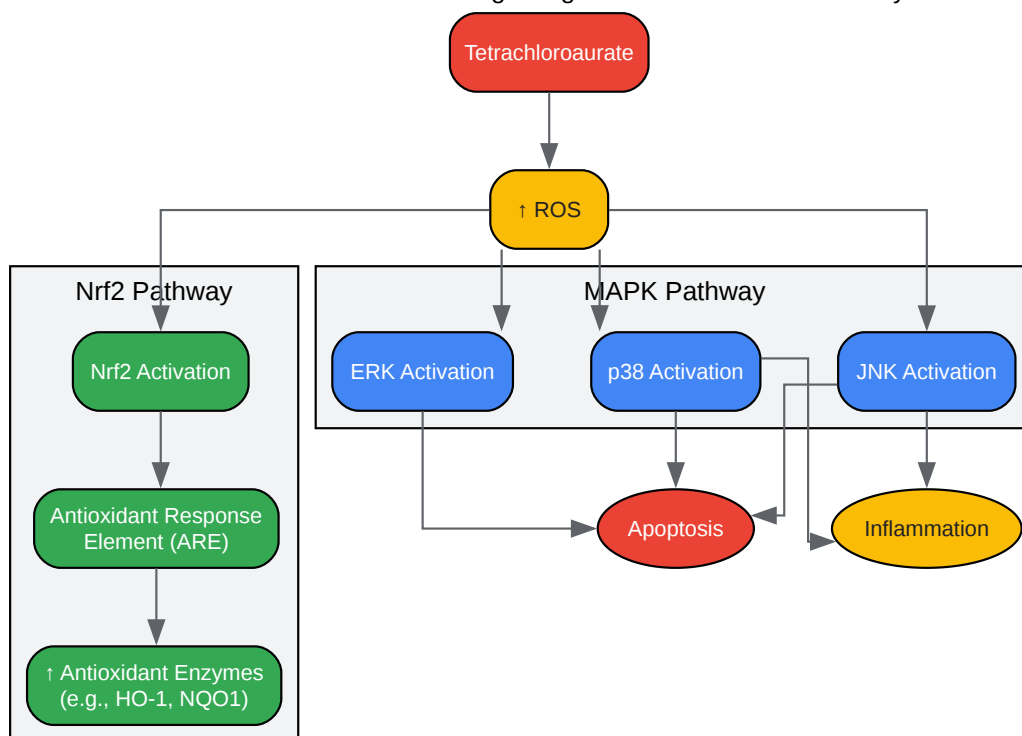 Tetrachloroaurate
↑ ROS
Nrf2 Pathway
MAPK Pathway
Nrf2 Activation
ERK Activation
p38 Activation
JNK Activation
Antioxidant Response
Element (ARE)
Apoptosis
Inflammation
↑ Antioxidant Enzymes
(e.g., HO-1, NQO1)